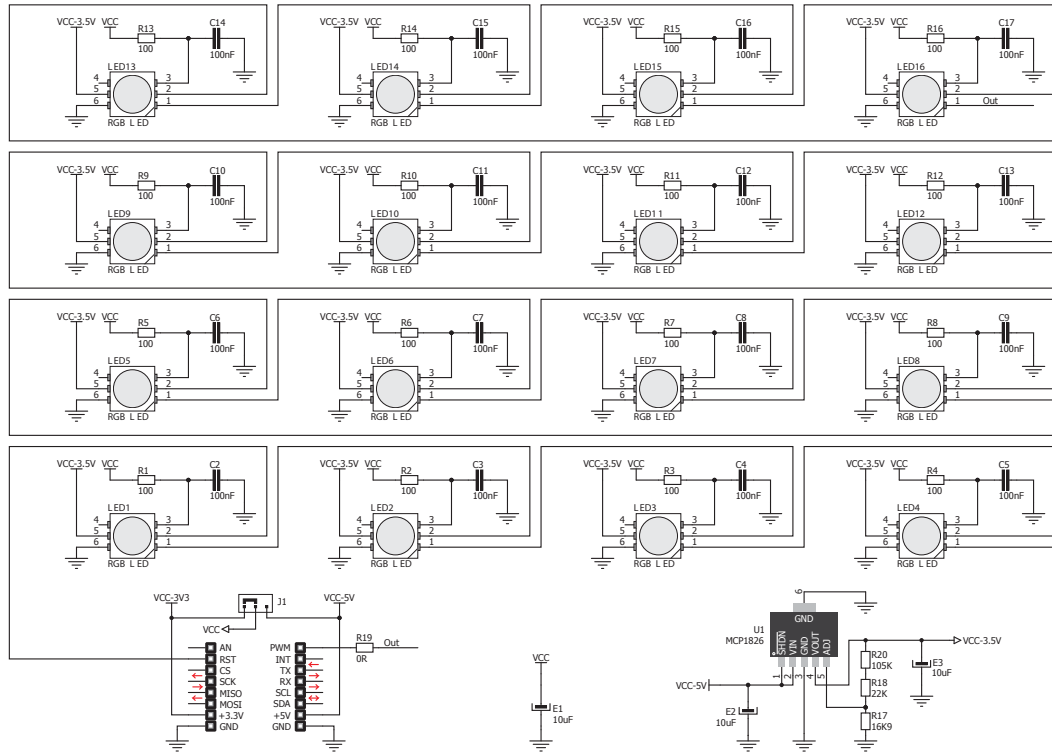 VCC-3.5V VCC R13 100 C14 100nF
LED13
4 5 6 3 2 1
RGB L ED
VCC-3.5V VCC R14 100 C15 100nF
LED14
4 5 6 3 2 1
RGB L ED
VCC-3.5V VCC R15 100 C16 100nF
LED15
4 5 6 3 2 1
RGB L ED
VCC-3.5V VCC R16 100 C17 100nF
LED16
4 5 6 3 2 1 Out
RGB L ED
VCC-3.5V VCC R9 100 C10 100nF
LED9
4 5 6 3 2 1
RGB L ED
VCC-3.5V VCC R10 100 C11 100nF
LED10
4 5 6 3 2 1
RGB L ED
VCC-3.5V VCC R11 100 C12 100nF
LED11
4 5 6 3 2 1
RGB L ED
VCC-3.5V VCC R12 100 C13 100nF
LED12
4 5 6 3 2 1
RGB L ED
VCC-3.5V VCC R5 100 C6 100nF
LED5
4 5 6 3 2 1
RGB L ED
VCC-3.5V VCC R6 100 C7 100nF
LED6
4 5 6 3 2 1
RGB L ED
VCC-3.5V VCC R7 100 C8 100nF
LED7
4 5 6 3 2 1
RGB L ED
VCC-3.5V VCC R8 100 C9 100nF
LED8
4 5 6 3 2 1
RGB L ED
VCC-3.5V VCC R1 100 C2 100nF
LED1
4 5 6 3 2 1
RGB L ED
VCC-3.5V VCC R2 100 C3 100nF
LED2
4 5 6 3 2 1
RGB L ED
VCC-3.5V VCC R3 100 C4 100nF
LED3
4 5 6 3 2 1
RGB L ED
VCC-3.5V VCC R4 100 C5 100nF
LED4
4 5 6 3 2 1
RGB L ED
VCC-3V3 J1 VCC-5V
VCC
AN PWM R19 Out
RST INT 0R
CS TX
SCK RX
MISO SCL
MOSI SDA
+3.3V +5V
GND GND
VCC
E1
10uF
6
GND
U1
MCP1826
SHDN VIN GND VOUT ADJ
1 2 3 4 5
VCC-5V
E2
10uF
VCC-3.5V
R20
105K
R18
22K
R17
16K9
E3
10uF